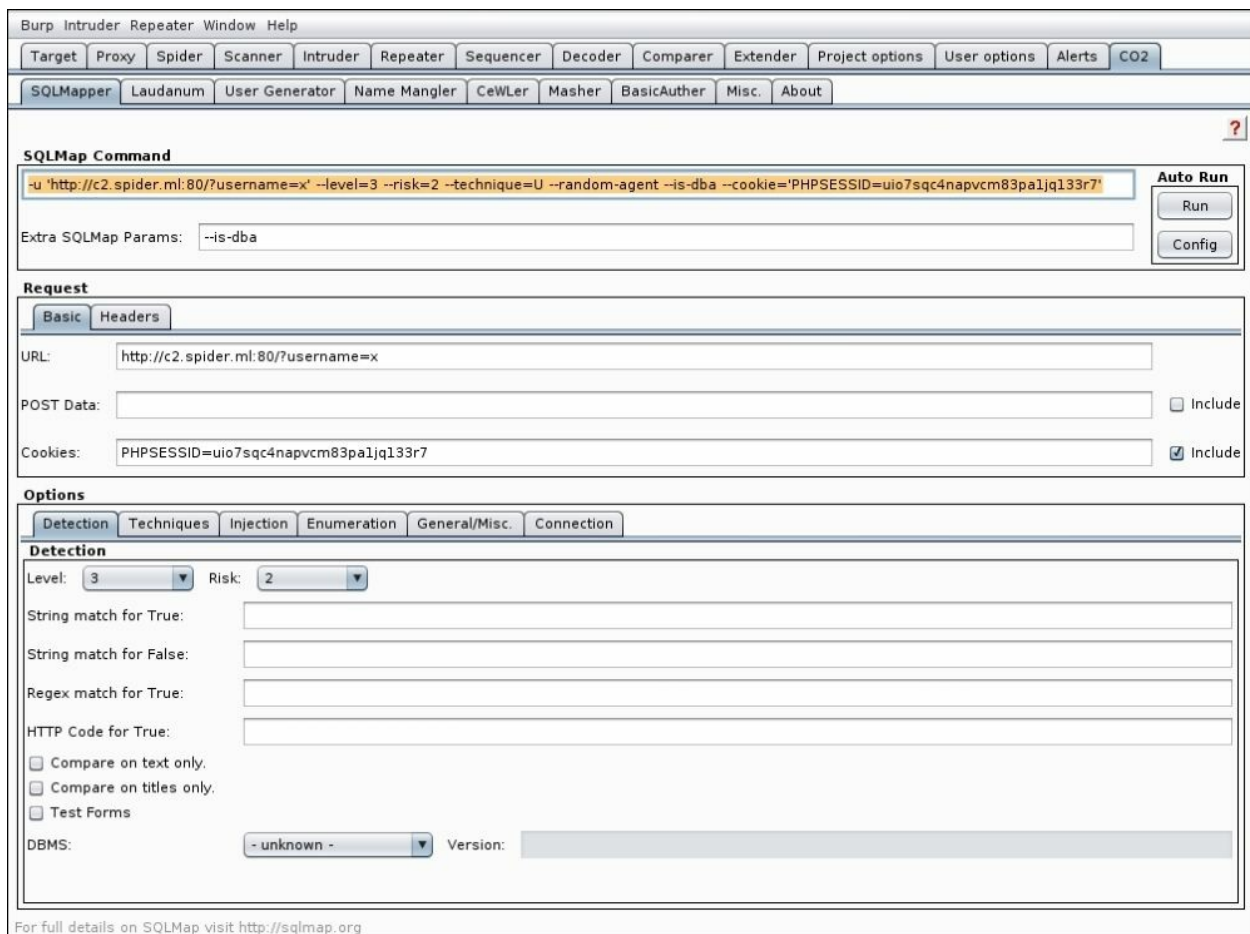 Burp Intruder Repeater Window Help
Target Proxy Spider Scanner Intruder Repeater Sequencer Decoder Comparer Extender Project options User options Alerts CO2
SQLMapper Laudanum User Generator Name Mangler CeWLer Masher BasicAuther Misc. About
?
SQLMap Command
-u 'http://c2.spider.ml:80/?username=x' --level=3 --risk=2 --technique=U --random-agent --is-dba --cookie='PHPSESSID=uio7sqc4napvcm83pa1jq133r7'
Auto Run
Run
Extra SQLMap Params: --is-dba
Config
Request
Basic Headers
URL: http://c2.spider.ml:80/?username=x
POST Data: Include
Cookies: PHPSESSID=uio7sqc4napvcm83pa1jq133r7 Include
Options
Detection Techniques Injection Enumeration General/Misc. Connection
Detection
Level: 3 Risk: 2
String match for True:
String match for False:
Regex match for True:
HTTP Code for True:
Compare on text only.
Compare on titles only.
Test Forms
DBMS: - unknown - Version:
For full details on SQLMap visit http://sqlmap.org